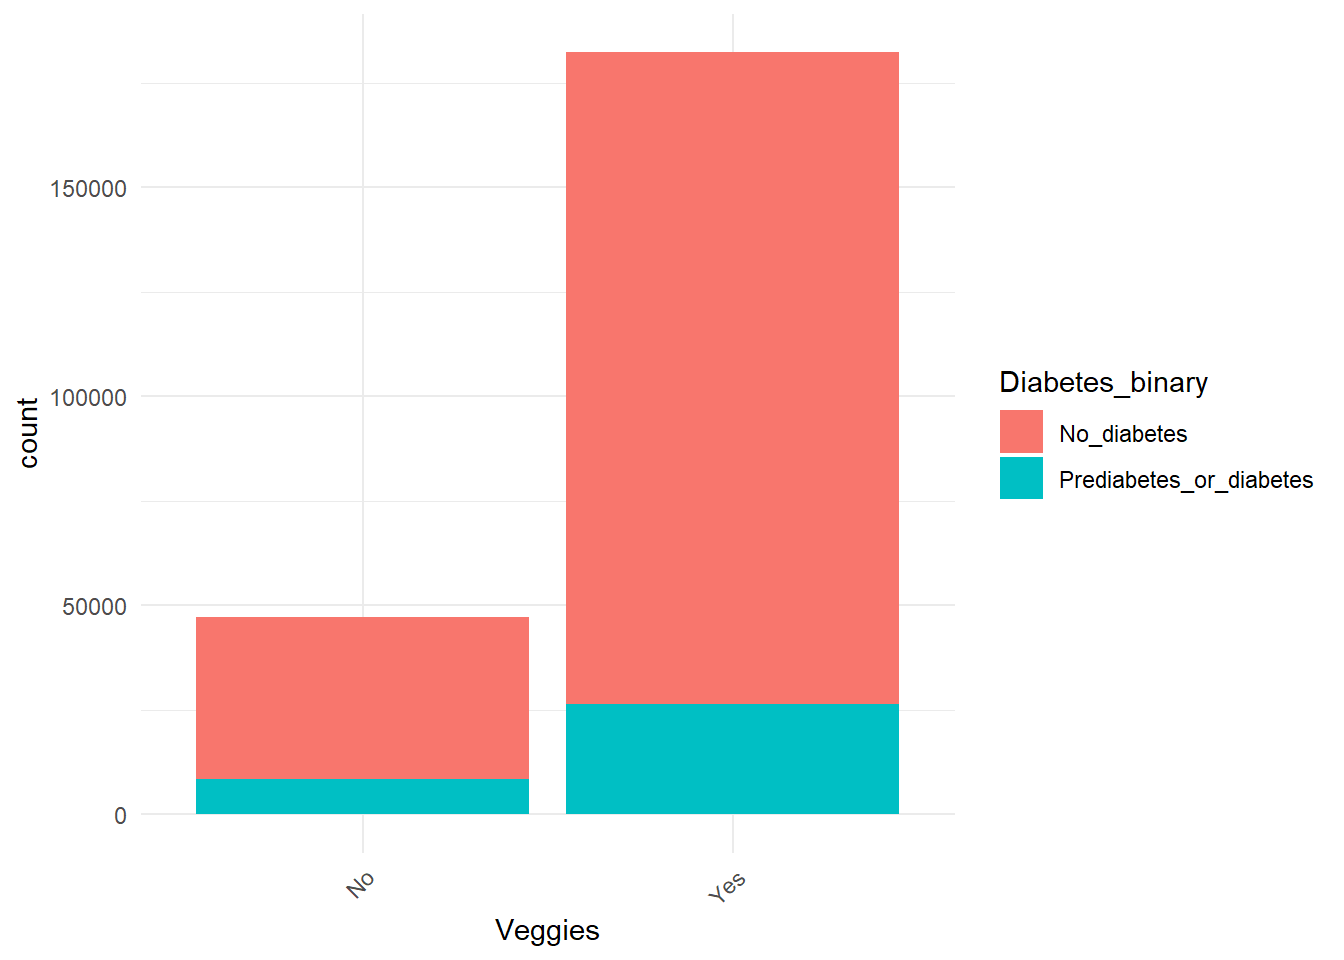 150000
100000
50000
0
count
No
Yes
Veggies
Diabetes_binary
No_diabetes
Prediabetes_or_diabetes